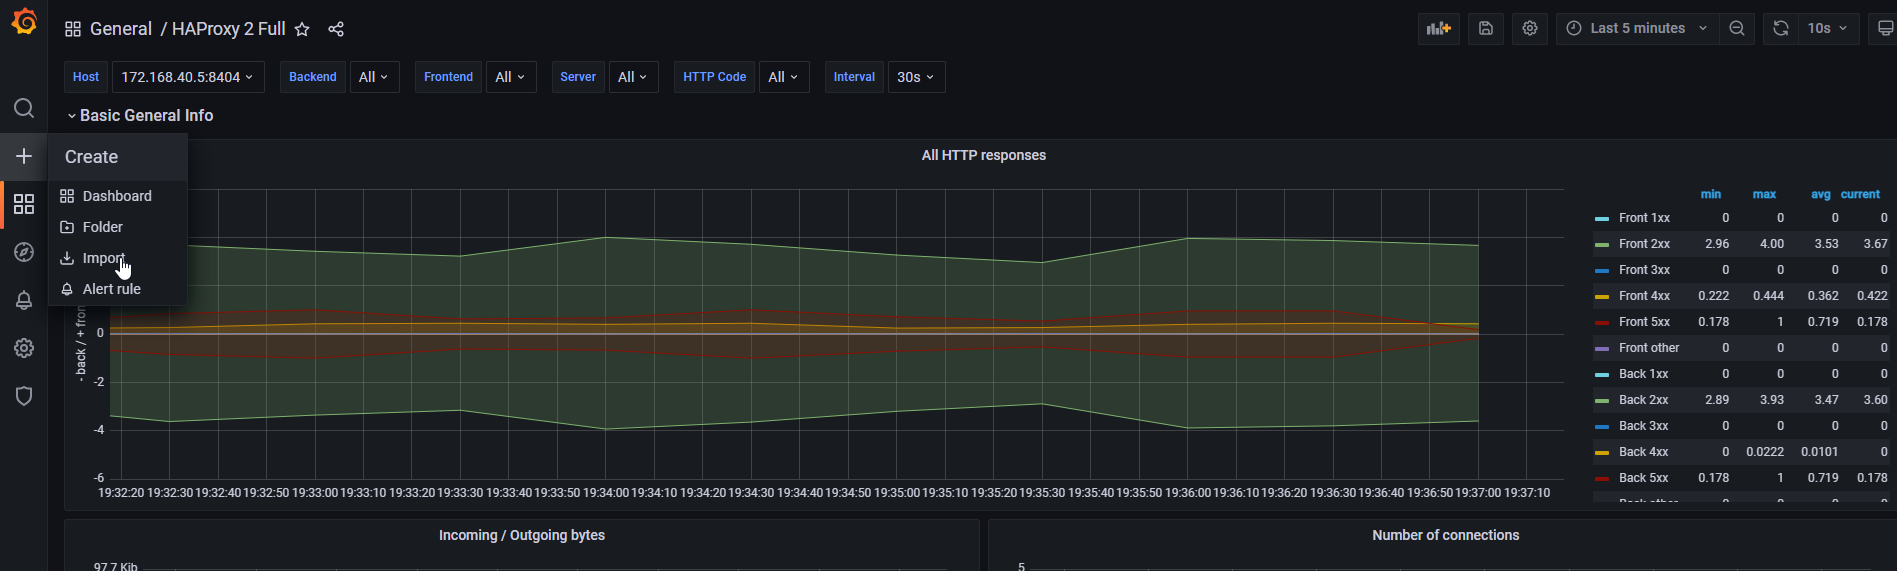 General / HAProxy 2 Full
Last 5 minutes
10s
Host 172.168.40.5:8404 Backend All Frontend All Server All HTTP Code All Interval 30s
Basic General Info
Create
Dashboard
Folder
Import
Alert rule
All HTTP responses
- back / + fron
0
-2
-4
-6
19:32:20 19:32:30 19:32:40 19:32:50 19:33:00 19:33:10 19:33:20 19:33:30 19:33:40 19:33:50 19:34:00 19:34:10 19:34:20 19:34:30 19:34:40 19:34:50 19:35:00 19:35:10 19:35:20 19:35:30 19:35:40 19:35:50 19:36:00 19:36:10 19:36:20 19:36:30 19:36:40 19:36:50 19:37:00 19:37:10
min max avg current
Front 1xx 0 0 0 0
Front 2xx 2.96 4.00 3.53 3.67
Front 3xx 0 0 0 0
Front 4xx 0.222 0.444 0.362 0.422
Front 5xx 0.178 1 0.719 0.178
Front other 0 0 0 0
Back 1xx 0 0 0 0
Back 2xx 2.89 3.93 3.47 3.60
Back 3xx 0 0 0 0
Back 4xx 0 0.0222 0.0101 0
Back 5xx 0.178 1 0.719 0.178
Back other 0 0 0 0
Incoming / Outgoing bytes
97.7 Kib
Number of connections
5